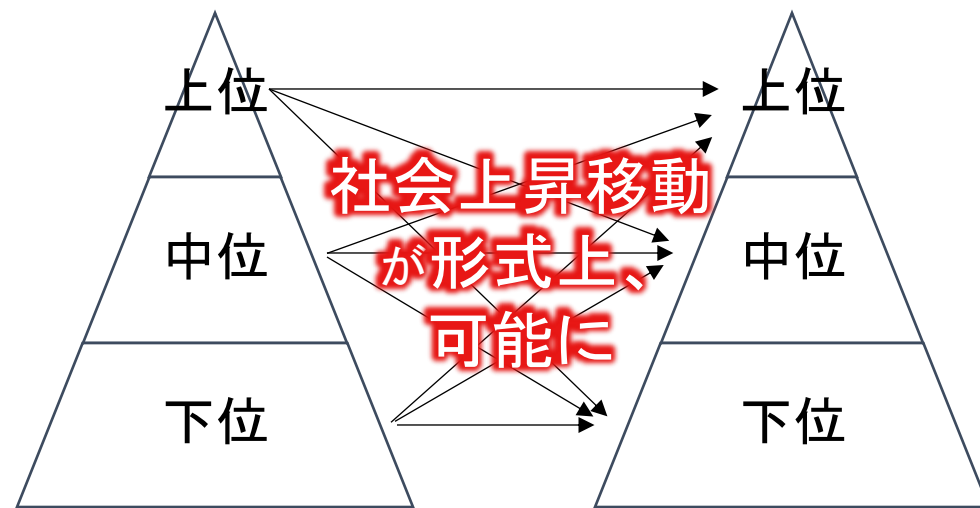 上位
上位
社会上昇移動
が形式上、
可能に
中位
中位
下位
下位